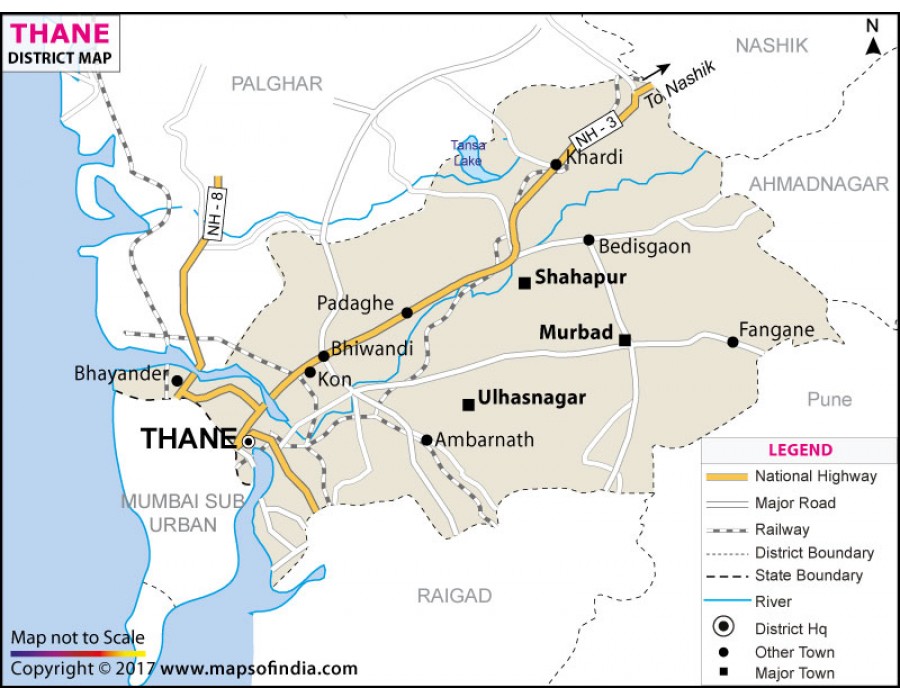 THANE
DISTRICT MAP
N
NASHIK
PALGHAR
To Nashik
NH - 3
Tansa
Lake
Khardi
AHMADNAGAR
NH - 8
Bedisgaon
Shahapur
Padaghe
Murbad
Fangane
Bhiwandi
Bhayander
Kon
Ulhasnagar
Pune
THANE
Ambarnath
MUMBAI SUB
URBAN
RAIGAD
LEGEND
National Highway
Major Road
Railway
District Boundary
State Boundary
River
District Hq
Other Town
Major Town
Map not to Scale
Copyright © 2017 www.mapsofindia.com